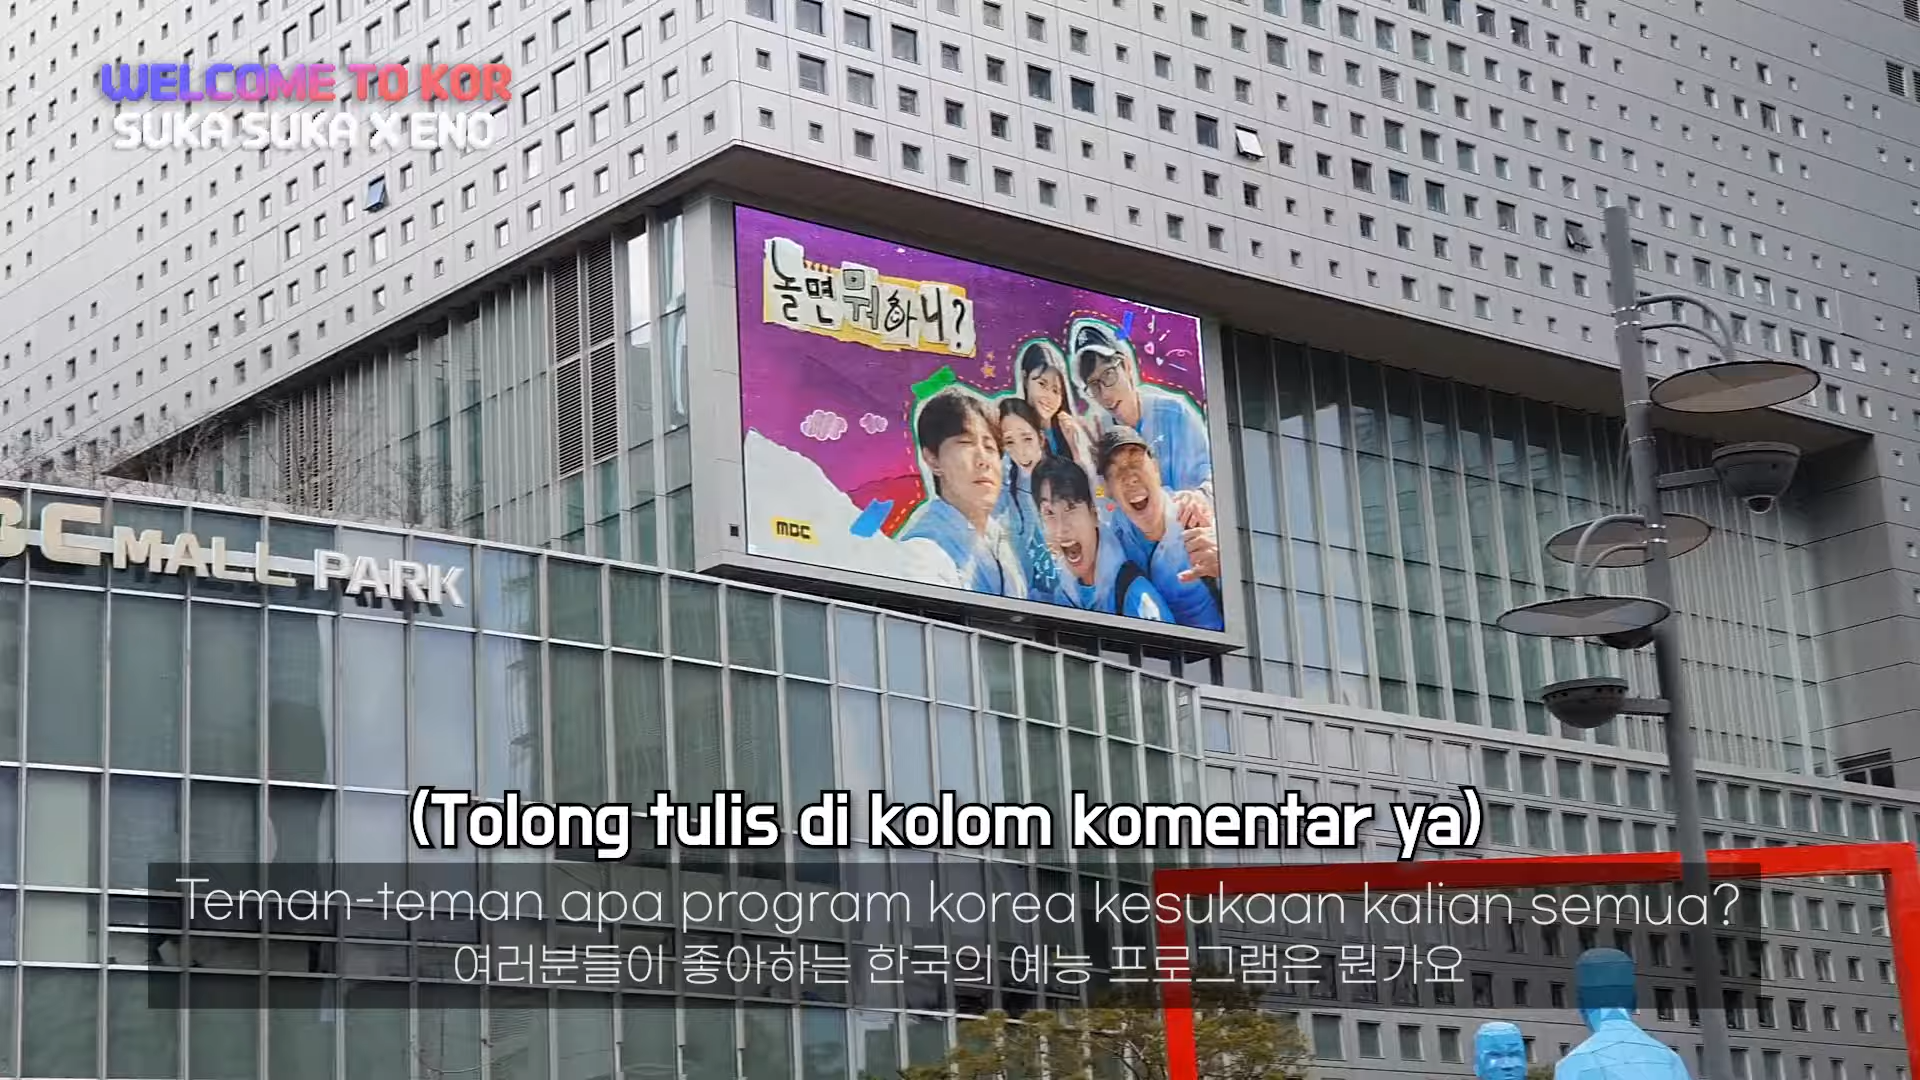 WELCOME TO KOR
SUKA SUKA X ENO
놀면 뭐하니?
MBC
BC MALL PARK
(Tolong tulis di kolom komentar ya)
Teman-teman apa program korea kesukaan kalian semua?
여러분들이 좋아하는 한국의 예능 프로그램은 뭔가요